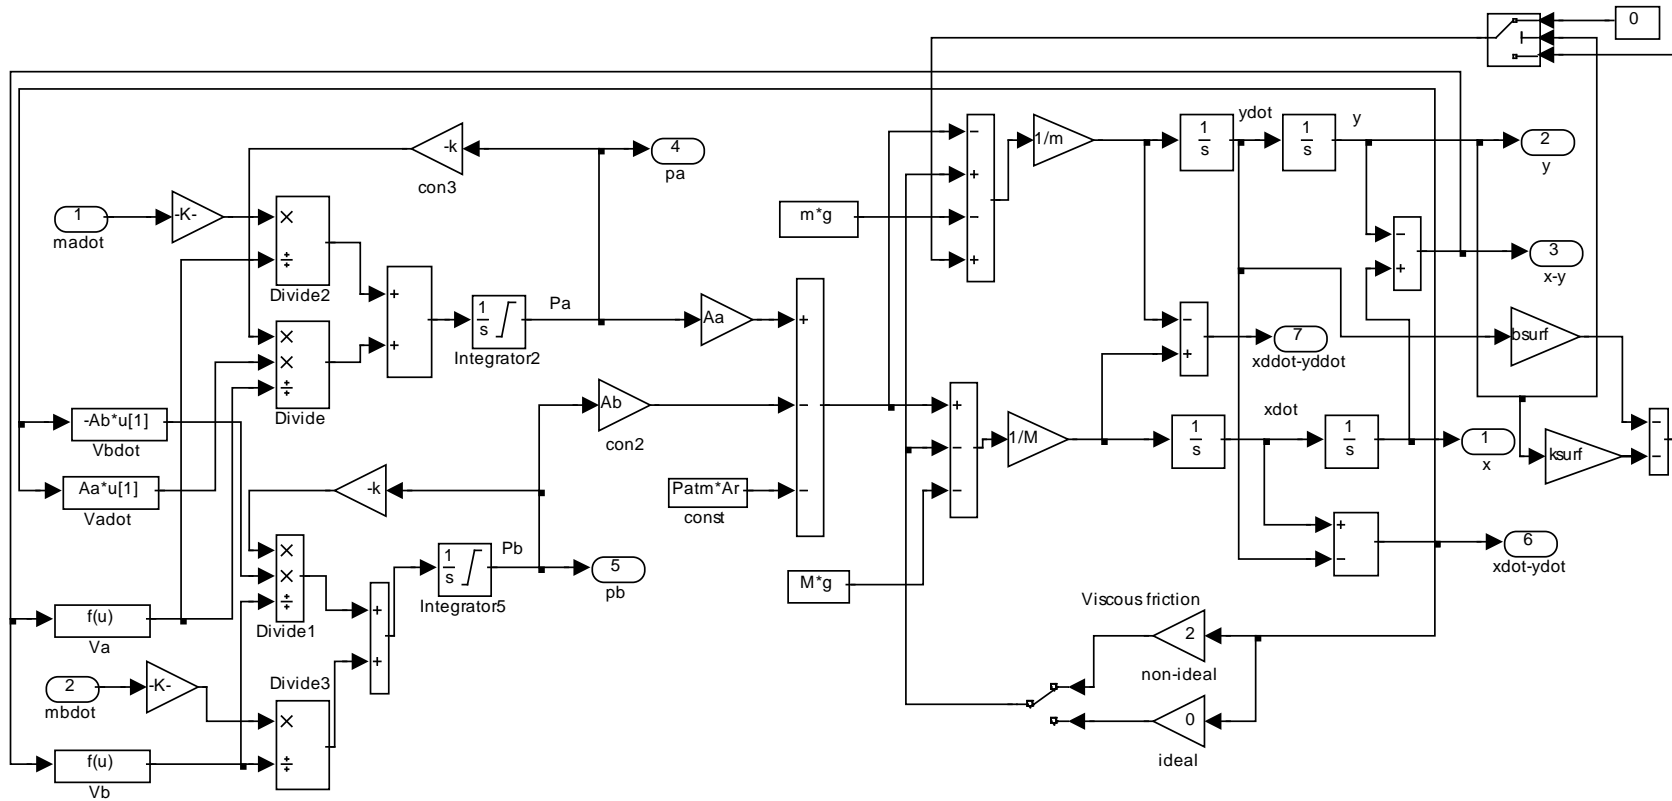 0
ydot
y
1
s
1
s
2
y
1/m
-k
con3
4
pa
1
madot
-K-
×
÷
Divide2
m*g
−
+
−
+
−
+
3
x-y
Pa
1
s
Integrator2
+
+
Aa
+
−
−
×
×
÷
Divide
−
+
7
xddot-yddot
bsurf
-Ab*u[1]
Vbdot
Ab
con2
+
−
−
1/M
xdot
1
s
1
s
1
x
ksurf
−
−
Aa*u[1]
Vadot
-k
Patm*Ar
const
+
−
6
xdot-ydot
×
×
÷
Divide1
Pb
1
s
Integrator5
5
pb
M*g
+
+
f(u)
Va
Viscous friction
2
non-ideal
2
mbdot
-K-
Divide3
×
÷
0
ideal
f(u)
Vb